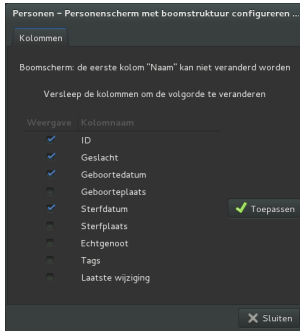 Personen – Personenscherm met boomstruktuur configureren ...
Kolommen
Boomscherm: de eerste kolom "Naam" kan niet veranderd worden
Versleep de kolommen om de volgorde te veranderen
Weergave Kolomnaam
ID
Geslacht
Geboortedatum
Geboorteplaats
Sterfdatum
Toepassen
Sterfplaats
Echtgenoot
Tags
Laatste wijziging
Sluiten